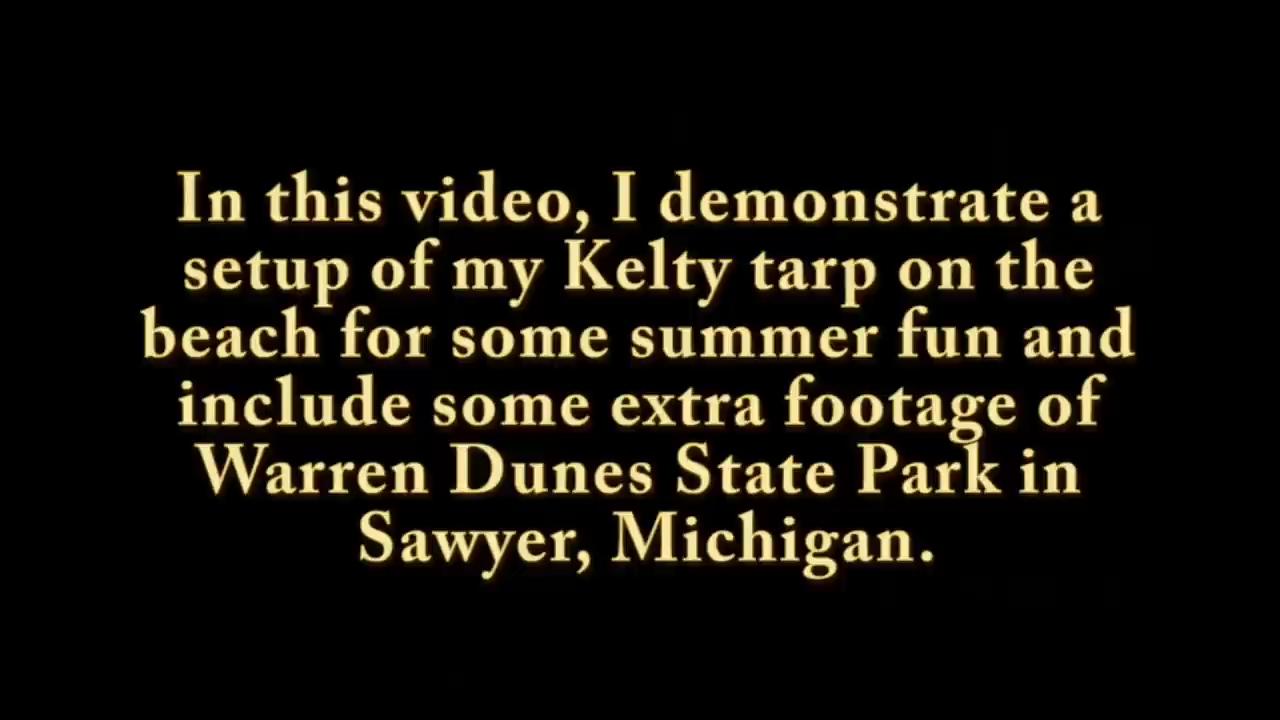 In this video, I demonstrate a
setup of my Kelty tarp on the
beach for some summer fun and
include some extra footage of
Warren Dunes State Park in
Sawyer, Michigan.